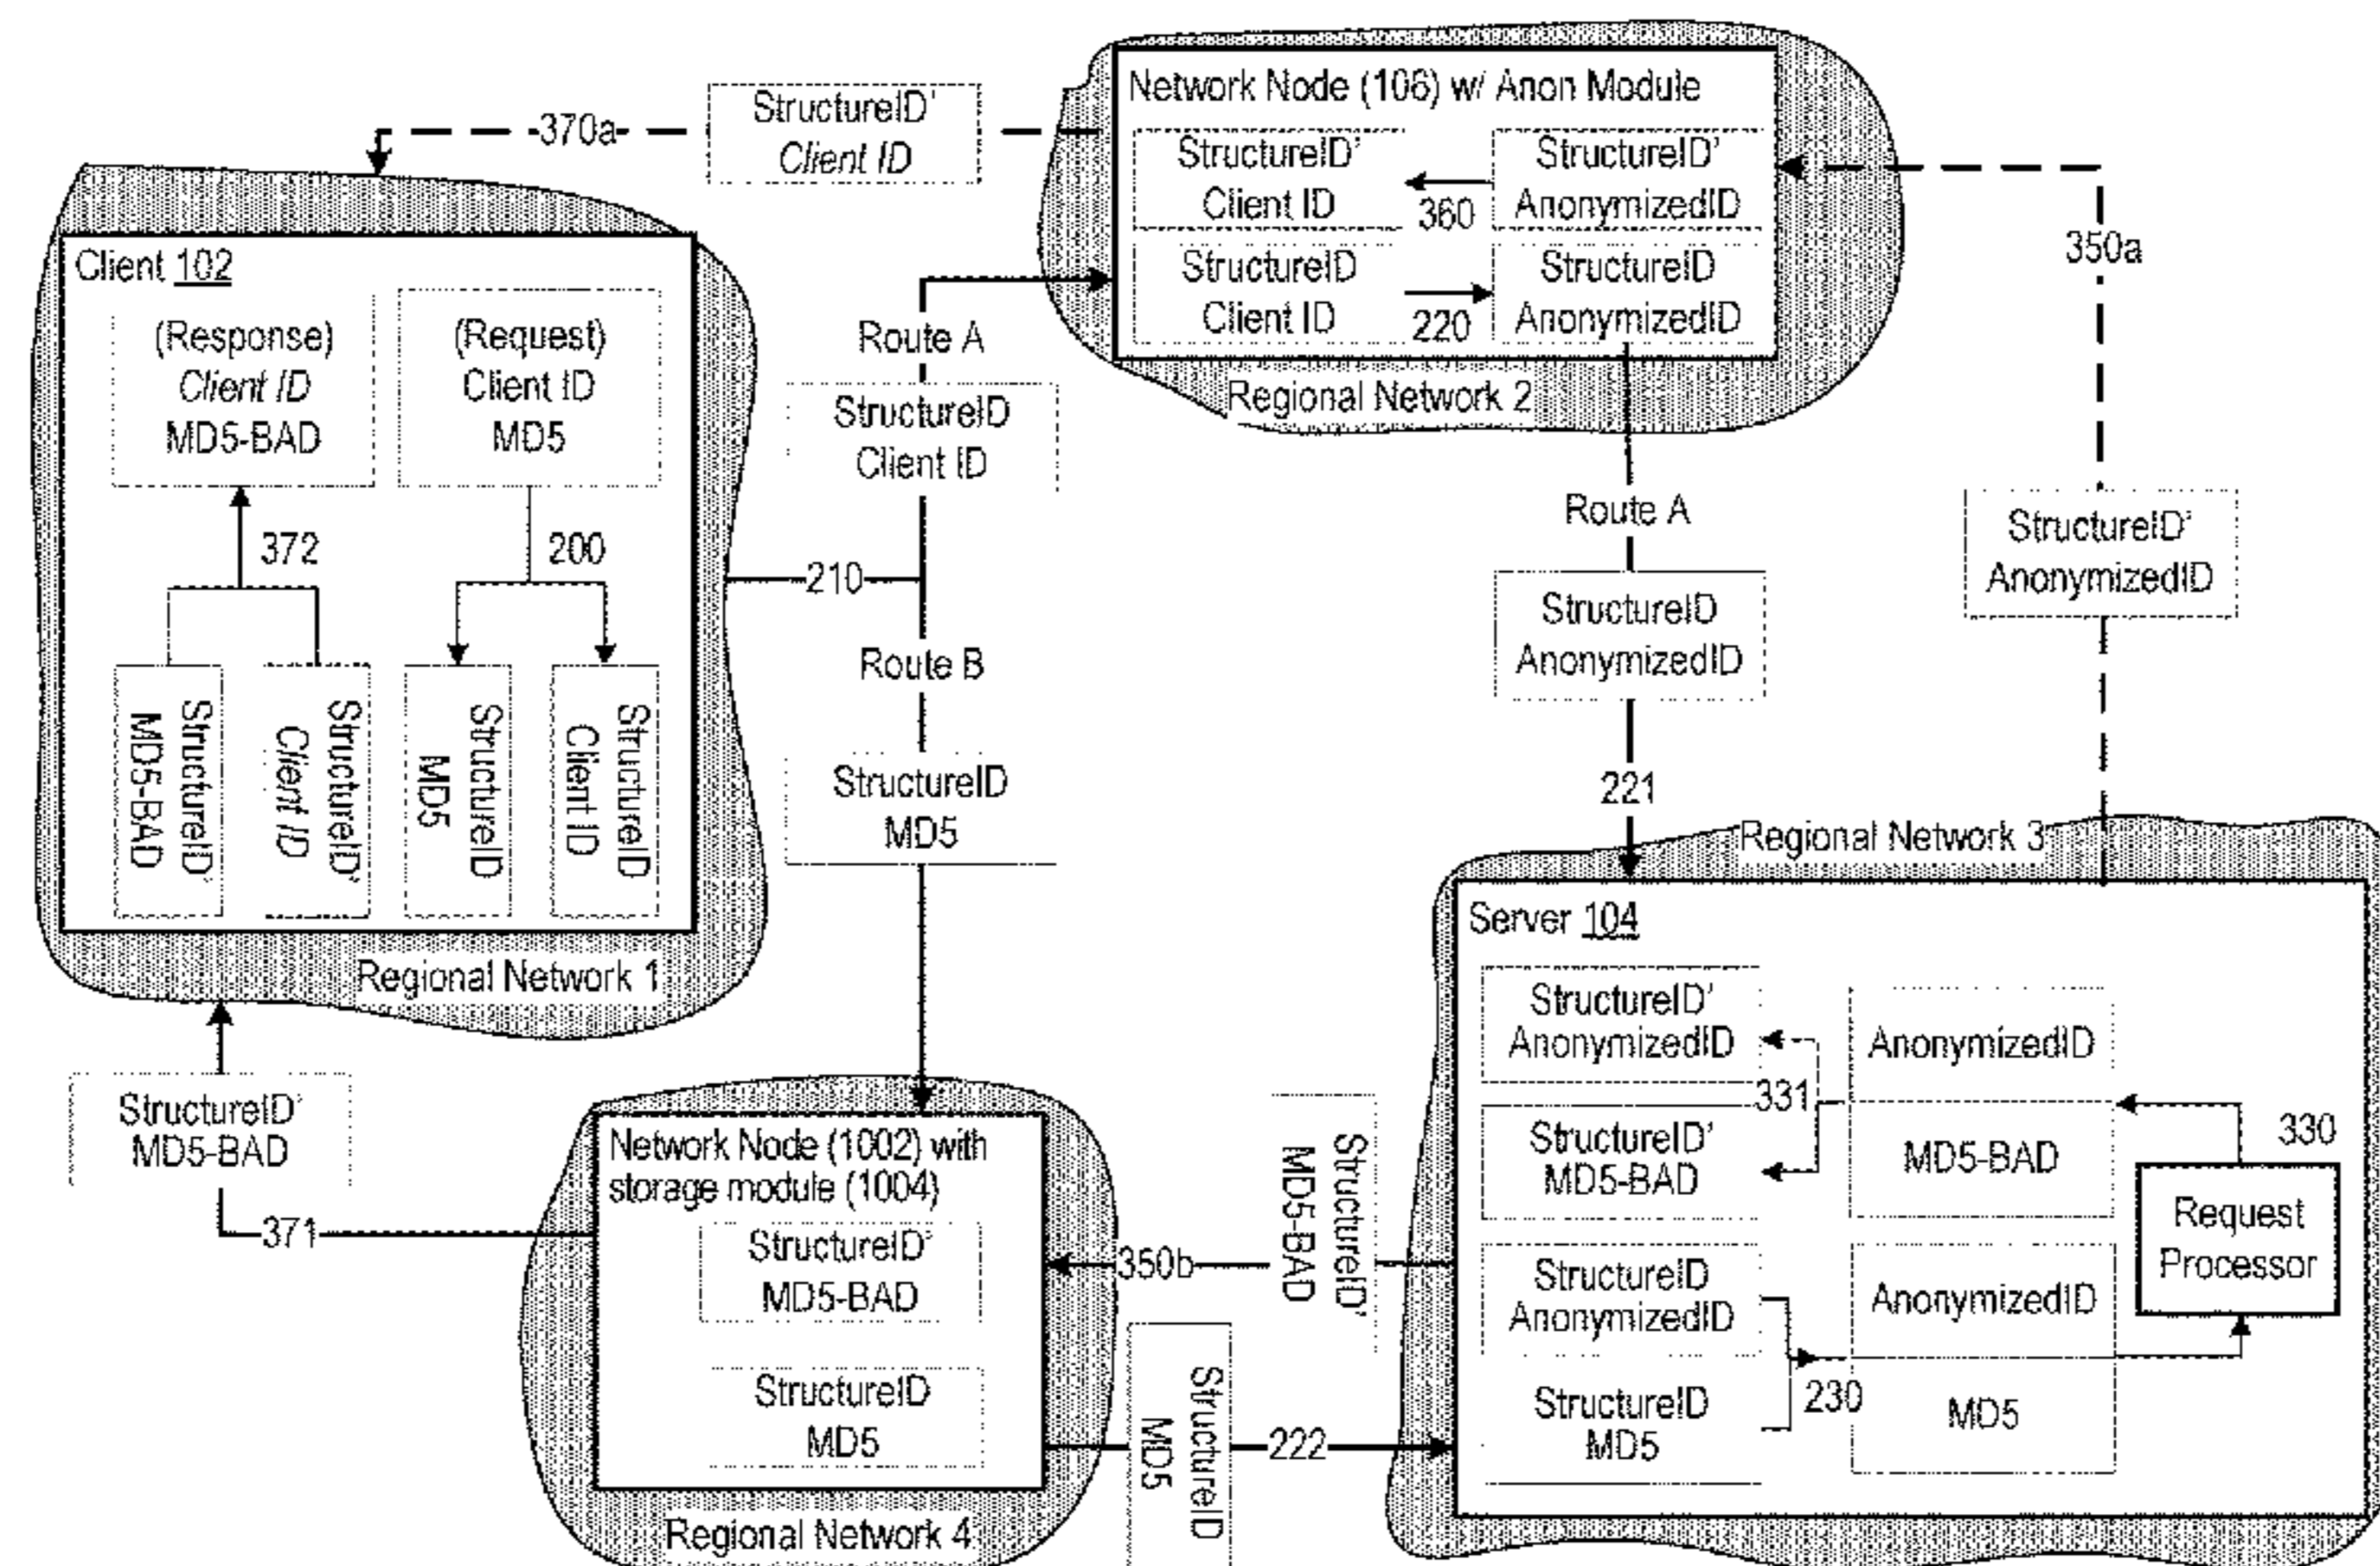 370a
StructureID'
Client ID
Network Node (106) w/ Anon Module
StructureID'
Client ID
360
StructureID'
AnonymizedID
StructureID
Client ID
220
StructureID
AnonymizedID
Regional Network 2
350a
StructureID'
AnonymizedID
Client 102
(Response)
Client ID
MD5-BAD
(Request)
Client ID
MD5
372
200
StructureID'
MD5-BAD
StructureID'
Client ID
StructureID
MD5
StructureID
Client ID
Regional Network 1
Route A
StructureID
Client ID
210
Route B
StructureID
MD5
Route A
StructureID
AnonymizedID
221
Regional Network 3
Server 104
StructureID'
AnonymizedID
331
AnonymizedID
StructureID'
MD5-BAD
MD5-BAD
330
Request
Processor
StructureID
AnonymizedID
AnonymizedID
StructureID
MD5
230
MD5
StructureID'
MD5-BAD
371
Network Node (1002) with
storage module (1004)
StructureID'
MD5-BAD
StructureID
MD5
Regional Network 4
350b
StructureID'
MD5-BAD
StructureID
MD5
222